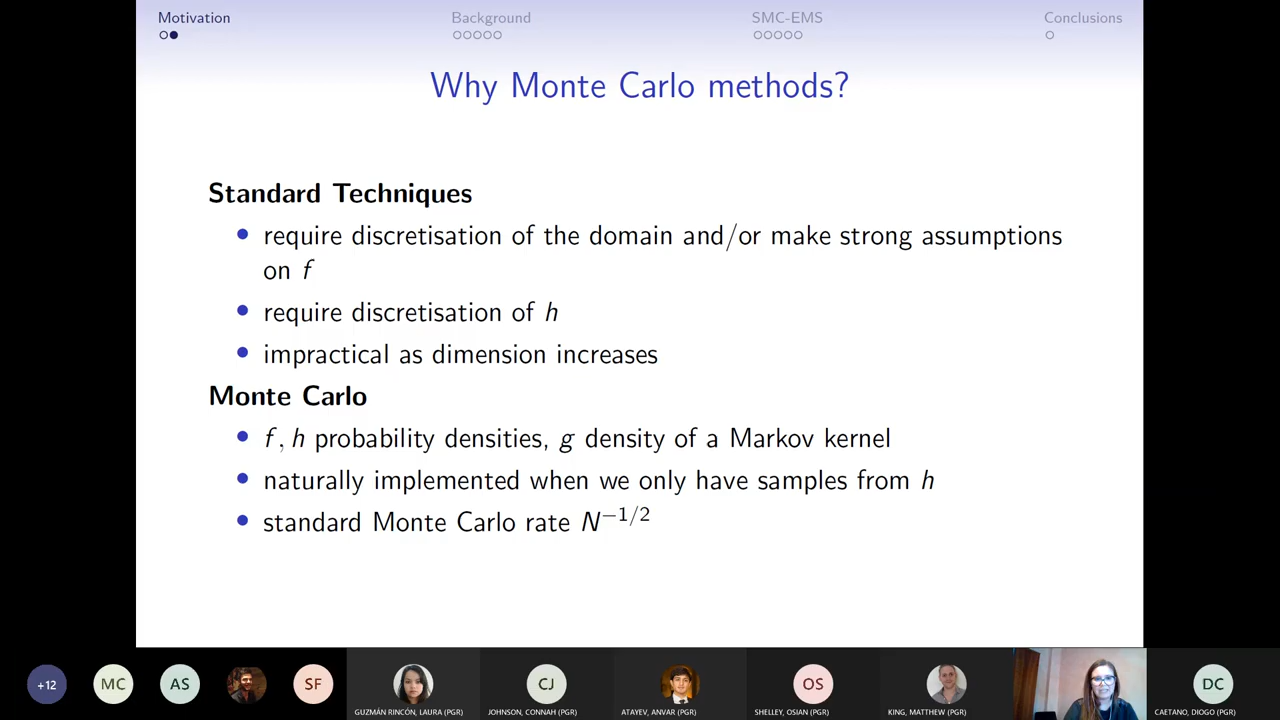 Motivation Background SMC-EMS Conclusions
Why Monte Carlo methods?
Standard Techniques
require discretisation of the domain and/or make strong assumptions
on f
require discretisation of h
impractical as dimension increases
Monte Carlo
f, h probability densities, g density of a Markov kernel
naturally implemented when we only have samples from h
standard Monte Carlo rate N^{-1/2}
+12 MC AS SF CJ OS DC
GUZMÁN RINCÓN, LAURA (PGR) JOHNSON, CONNAH (PGR) ATAYEV, ANVAR (PGR) SHELLEY, OSIAN (PGR) KING, MATTHEW (PGR) CAETANO, DIOGO (PGR)